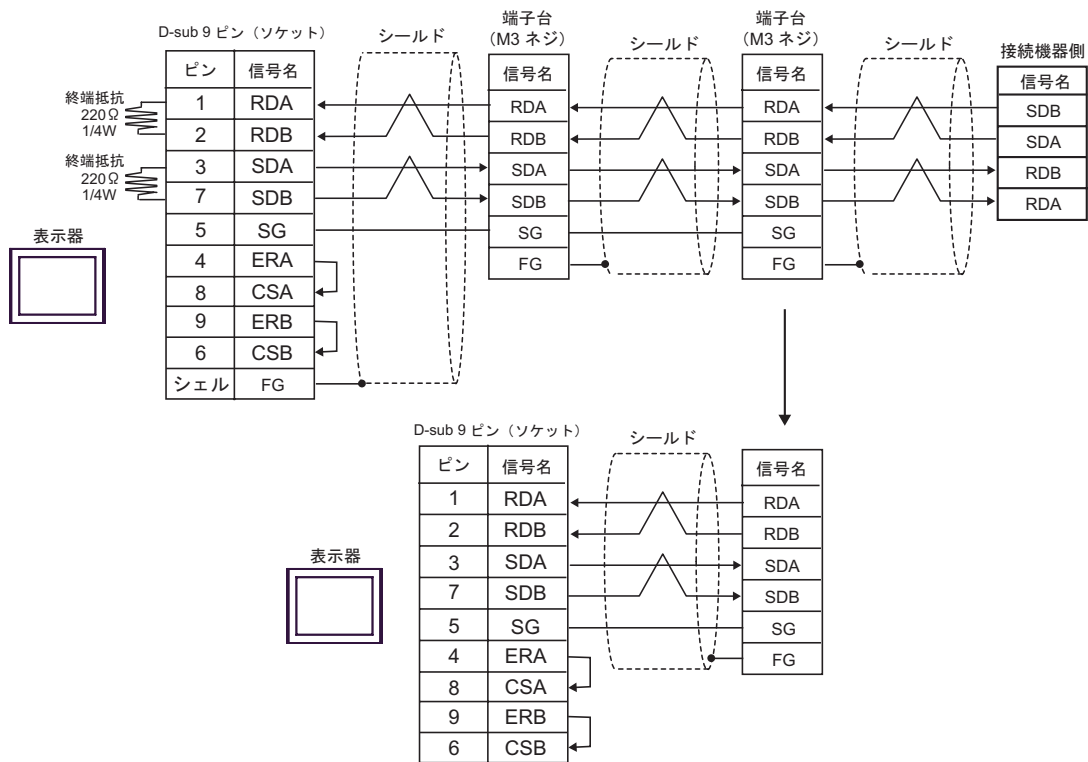 D-sub 9 ピン（ソケット）
シールド
端子台
（M3 ネジ）
シールド
端子台
（M3 ネジ）
シールド
接続機器側
ピン 信号名
1 RDA
2 RDB
3 SDA
7 SDB
5 SG
4 ERA
8 CSA
9 ERB
6 CSB
シェル FG
終端抵抗
220Ω
1/4W
終端抵抗
220Ω
1/4W
表示器
信号名
RDA
RDB
SDA
SDB
SG
FG
信号名
RDA
RDB
SDA
SDB
SG
FG
信号名
SDB
SDA
RDB
RDA
D-sub 9 ピン（ソケット）
シールド
表示器
ピン 信号名
1 RDA
2 RDB
3 SDA
7 SDB
5 SG
4 ERA
8 CSA
9 ERB
6 CSB
信号名
RDA
RDB
SDA
SDB
SG
FG